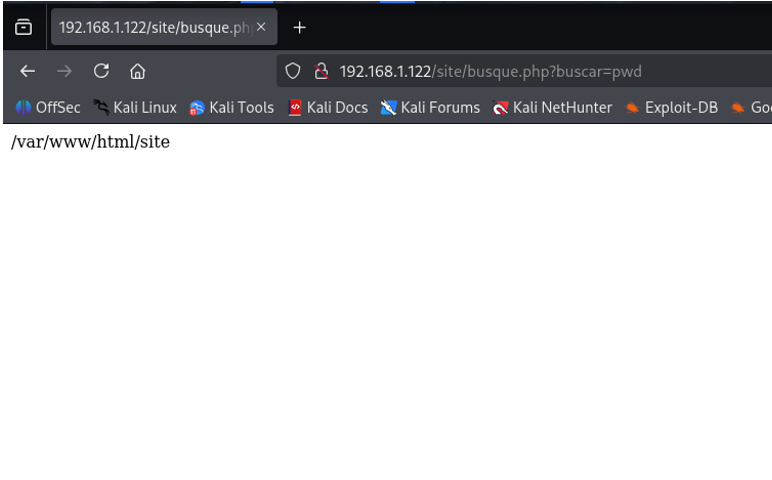 192.168.1.122/site/busque.ph
192.168.1.122/site/busque.php?buscar=pwd
OffSec Kali Linux Kali Tools Kali Docs Kali Forums Kali NetHunter Exploit-DB Goo
/var/www/html/site